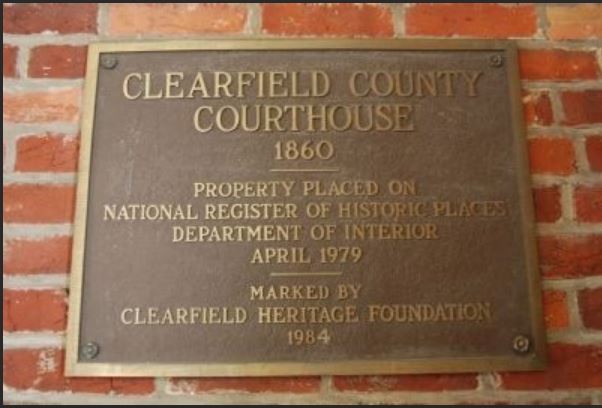 CLEARFIELD COUNTY
COURTHOUSE
1860
PROPERTY PLACED ON
NATIONAL REGISTER OF HISTORIC PLACES
DEPARTMENT OF INTERIOR
APRIL 1979
MARKED BY
CLEARFIELD HERITAGE FOUNDATION
1984